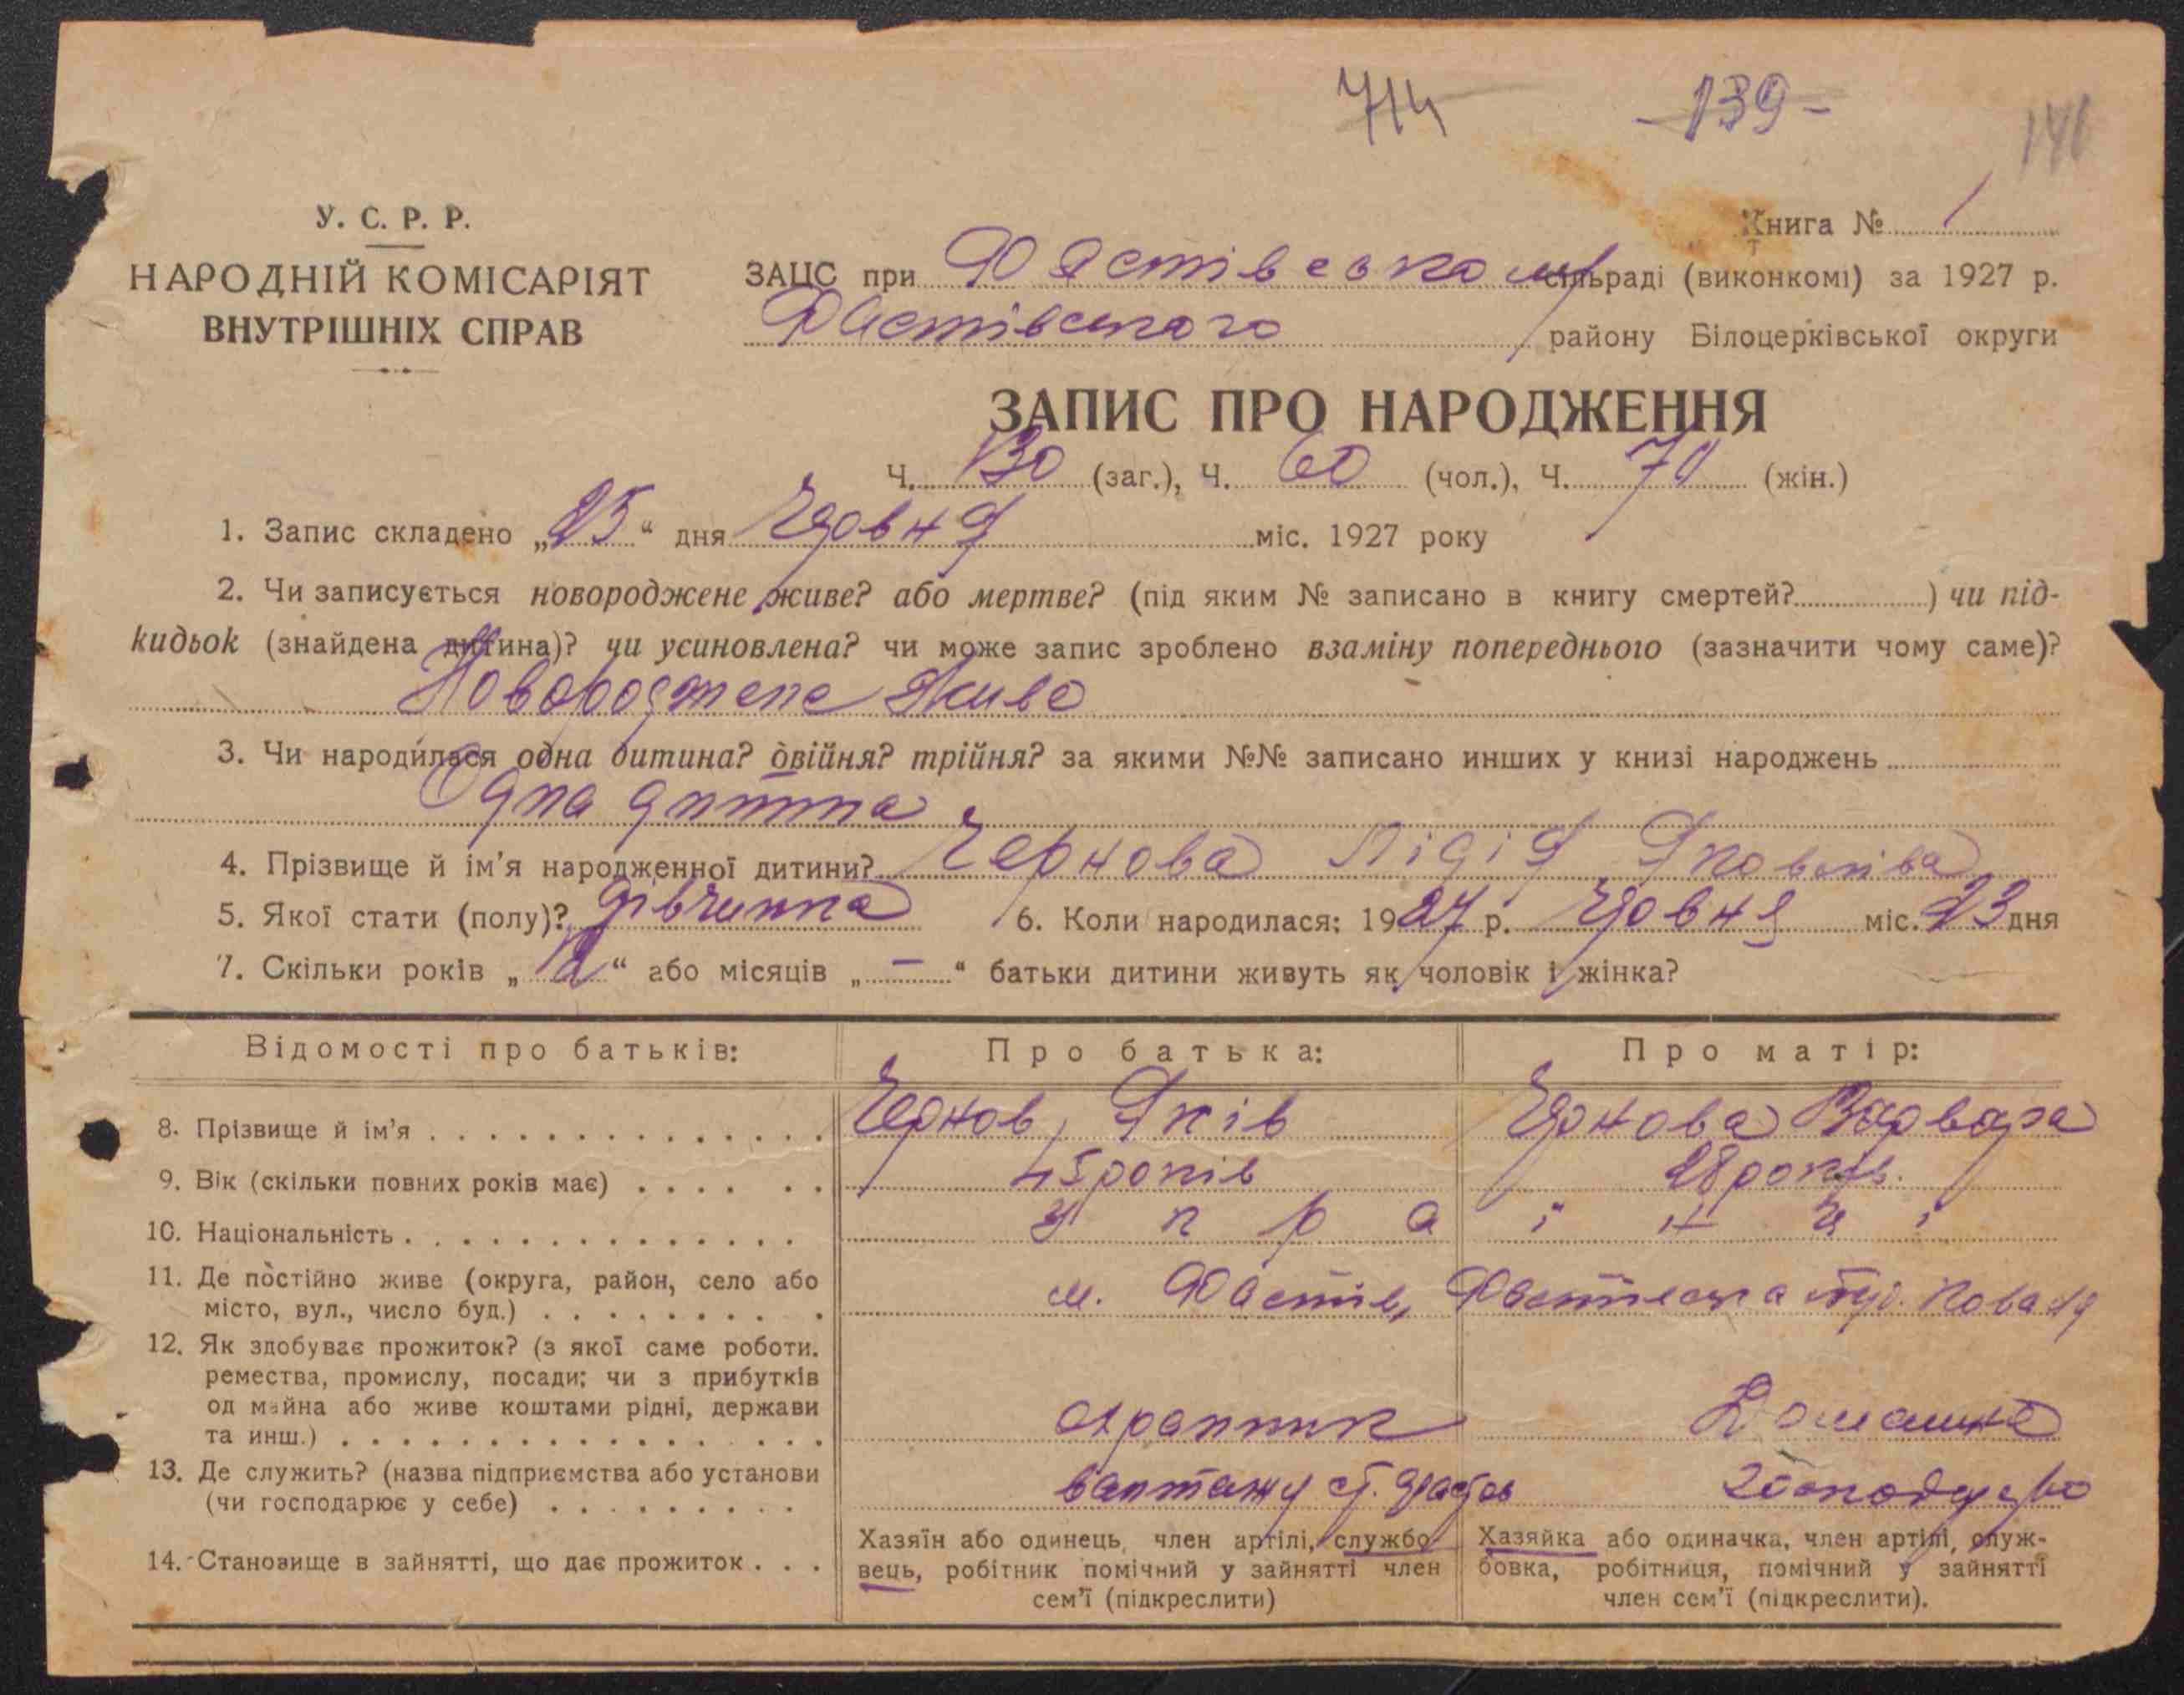 714 -139- 146
У. С. Р. Р.
НАРОДНІЙ КОМІСАРІЯТ
ВНУТРІШНІХ СПРАВ
Книга № 1
ЗАЦС при Фастівському сільраді (виконкомі) за 1927 р.
Фастівського району Білоцерківської округи
ЗАПИС ПРО НАРОДЖЕННЯ
Ч. 130 (заг.), Ч. 60 (чол.), Ч. 70 (жін.)
1. Запис складено „25“ дня Червня міс. 1927 року
2. Чи записується новороджене живе? або мертве? (під яким № записано в книгу смертей? ) чи під-
кидьок (знайдена дитина)? чи усиновлена? чи може запис зроблено взаміну попереднього (зазначити чому саме)?
Новороджене живе
3. Чи народилася одна дитина? двійня? трійня? за якими №№ записано инших у книзі народжень
Одна дитина
4. Прізвище й ім’я народженної дитини? Чернова Лідія Яковлівна
5. Якої стати (полу)? дівчинка 6. Коли народилася: 1927 р. Червня міс. 23 дня
7. Скільки років „12“ або місяців „—“ батьки дитини живуть як чоловік і жінка?
Відомості про батьків: Про батька: Про матір:
8. Прізвище й ім’я Чернов, Яків Чернова Варвара
9. Вік (скільки повних років має) 45 років 28 років.
10. Національність у к р а ї н ц і
11. Де постійно живе (округа, район, село або
місто, вул., число буд.) м. Фастів, Фастівська
12. Як здобуває прожиток? (з якої саме роботи.
ремества, промислу, посади; чи з прибутків
од майна або живе коштами рідні, держави
та инш.) охранник Домашнє
13. Де служить? (назва підприємства або установи
(чи господарює у себе) вантажу ст. Фастов господарство
14. Становище в зайнятті, що дає прожиток
Хазяїн або одинець, член артілі, службо-
вець, робітник помічний у зайнятті член
сем’ї (підкреслити)
Хазяйка або одиначка, член артілі, служ-
бовка, робітниця, помічний у зайнятті
член сем’ї (підкреслити).